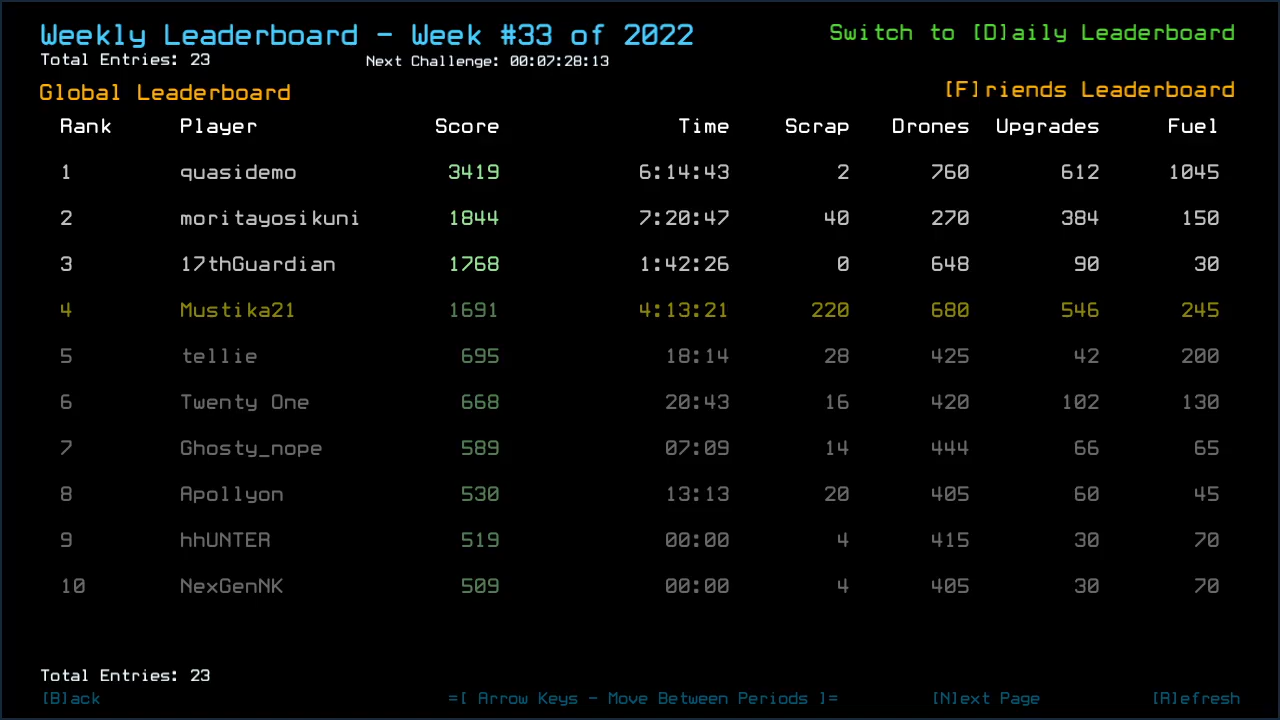 Weekly Leaderboard - Week #33 of 2022 Switch to [D]aily Leaderboard
Total Entries: 23 Next Challenge: 00:07:28:13
Global Leaderboard [F]riends Leaderboard
Rank Player Score Time Scrap Drones Upgrades Fuel
1 quasidemo 3419 6:14:43 2 760 612 1045
2 moritayosikuni 1844 7:20:47 40 270 384 150
3 17thGuardian 1768 1:42:26 0 648 90 30
4 Mustika21 1691 4:13:21 220 680 546 245
5 tellie 695 18:14 28 425 42 200
6 Twenty One 668 20:43 16 420 102 130
7 Ghosty_nope 589 07:09 14 444 66 65
8 Apollyon 530 13:13 20 405 60 45
9 hhUNTER 519 00:00 4 415 30 70
10 NexGenNK 509 00:00 4 405 30 70
Total Entries: 23
[B]ack =[ Arrow Keys - Move Between Periods ]= [N]ext Page [R]efresh